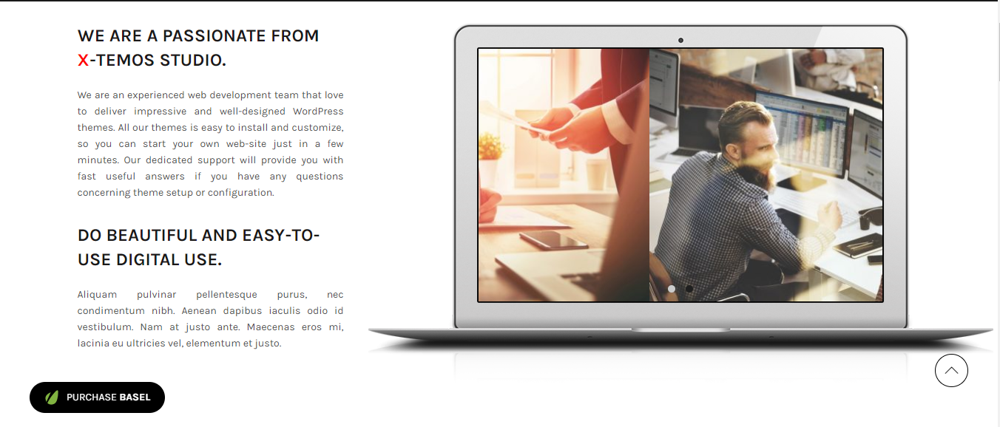 WE ARE A PASSIONATE FROM
X-TEMOS STUDIO.
We are an experienced web development team that love
to deliver impressive and well-designed WordPress
themes. All our themes is easy to install and customize,
so you can start your own web-site just in a few
minutes. Our dedicated support will provide you with
fast useful answers if you have any questions
concerning theme setup or configuration.
DO BEAUTIFUL AND EASY-TO-
USE DIGITAL USE.
Aliquam pulvinar pellentesque purus, nec
condimentum nibh. Aenean dapibus iaculis odio id
vestibulum. Nam at justo ante. Maecenas eros mi,
lacinia eu ultricies vel, elementum et justo.
PURCHASE BASEL